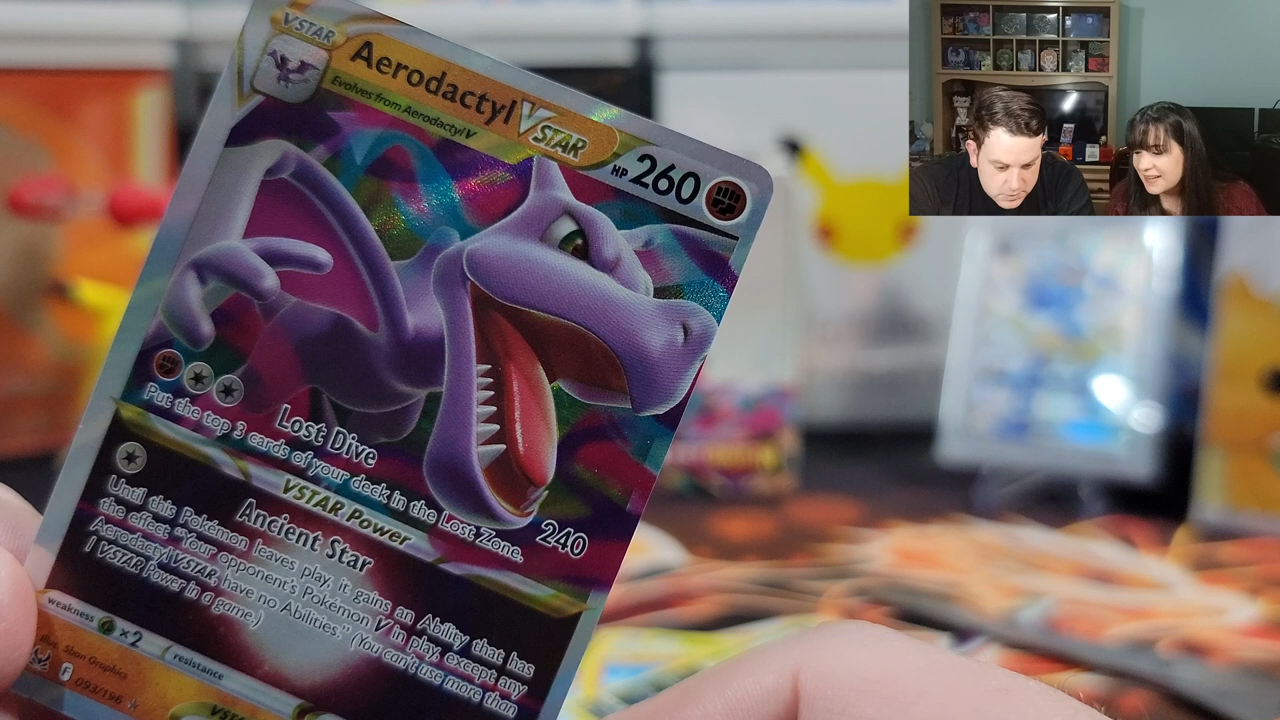 VSTAR
Aerodactyl VSTAR
Evolves from Aerodactyl V
HP 260
Lost Dive
240
Put the top 3 cards of your deck in the Lost Zone.
VSTAR Power
Ancient Star
Until this Pokémon leaves play, it gains an Ability that has
the effect "Your opponent's Pokémon V in play, except any
Aerodactyl VSTAR, have no Abilities." (You can't use more than
1 VSTAR Power in a game.)
weakness ×2
resistance
5ban Graphics
F 093/196